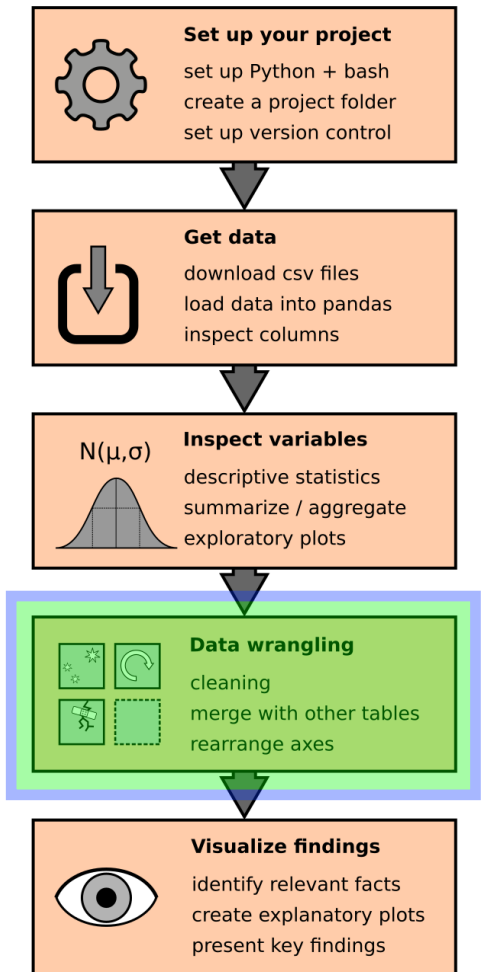 Set up your project
set up Python + bash
create a project folder
set up version control
Get data
download csv files
load data into pandas
inspect columns
N(μ,σ)
Inspect variables
descriptive statistics
summarize / aggregate
exploratory plots
Data wrangling
cleaning
merge with other tables
rearrange axes
Visualize findings
identify relevant facts
create explanatory plots
present key findings